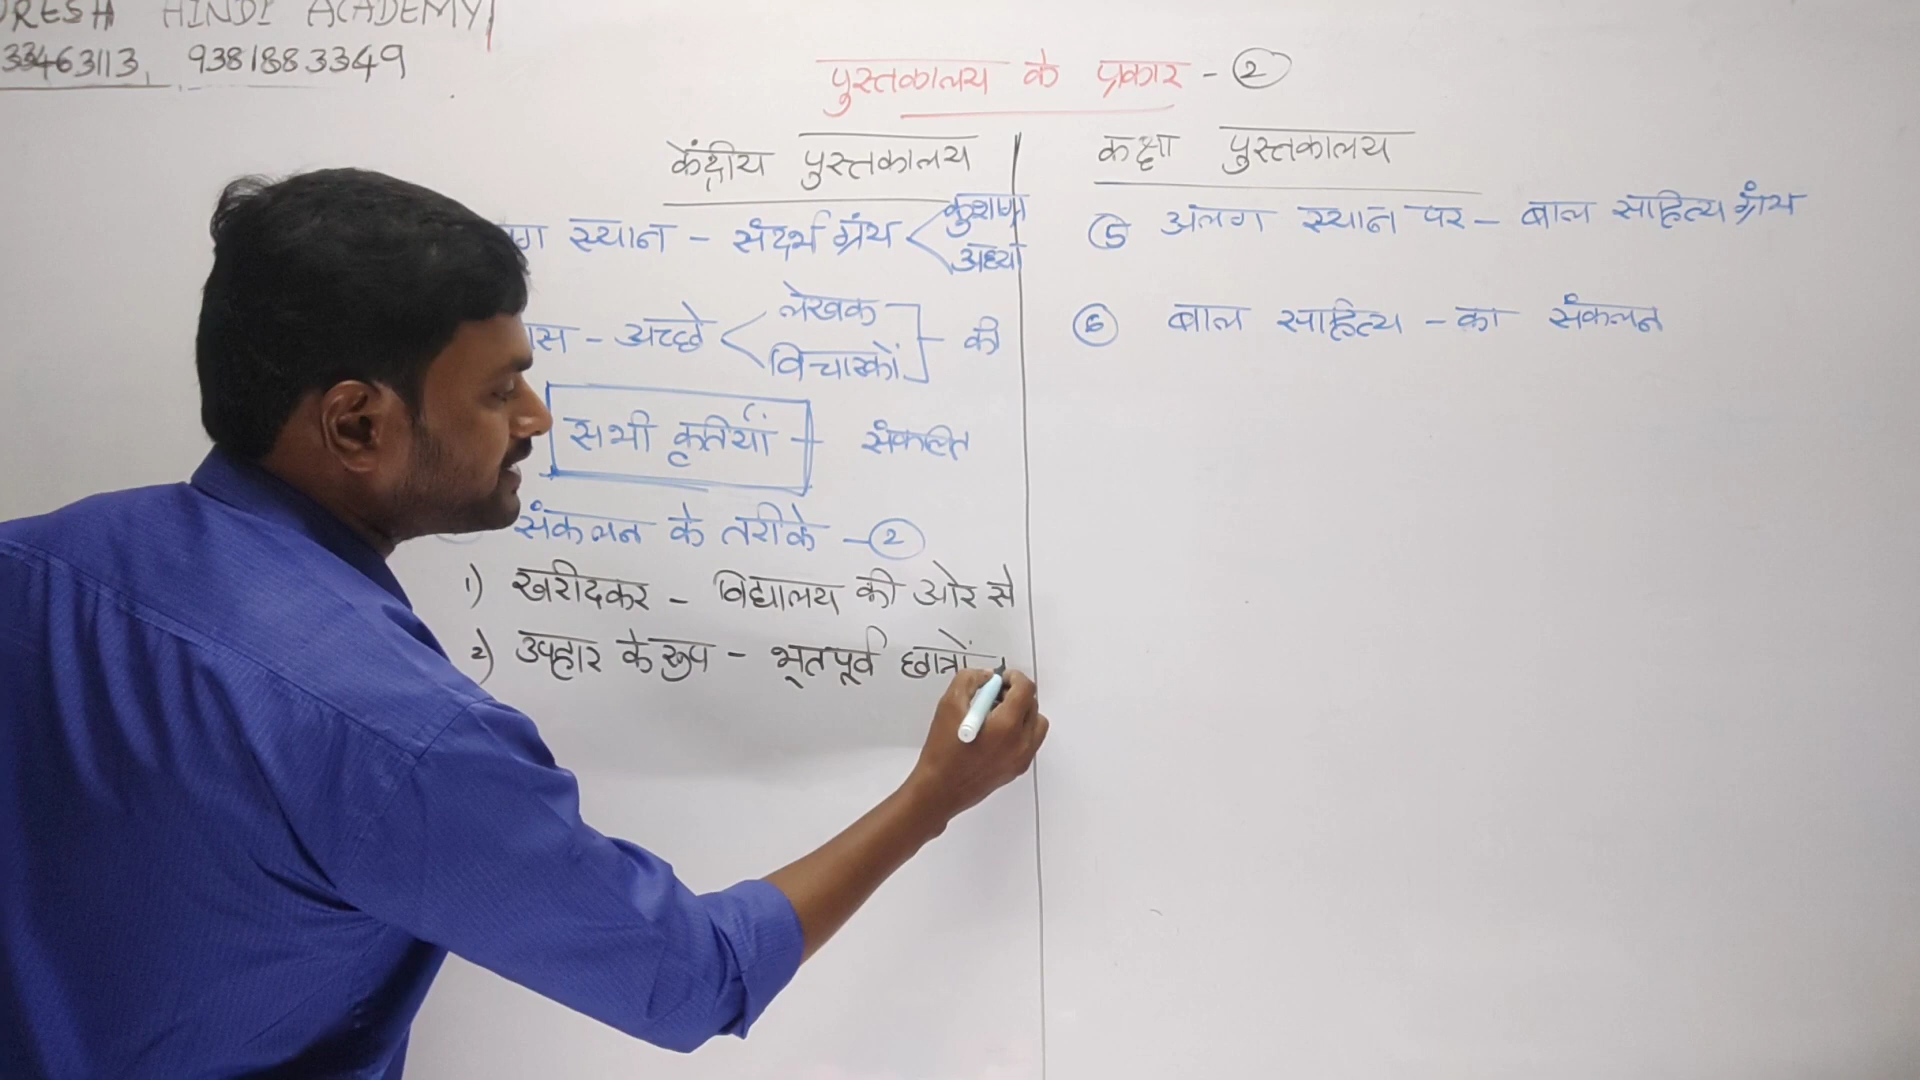 HINDI ACADEMY
33463113, 9381883349
पुस्तकालय के प्रकार - 2
केंद्रीय पुस्तकालय
स्थान - संदर्भ ग्रंथ
अच्छे लेखक
विचारकों की
सभी कृतियाँ संकलित
संकलन के तरीके - 2
1) खरीदकर - विद्यालय की ओर से
2) उपहार के रूप - भूतपूर्व छात्रों
कक्षा पुस्तकालय
5 अलग स्थान पर - बाल साहित्य ग्रंथ
6 बाल साहित्य - का संकलन